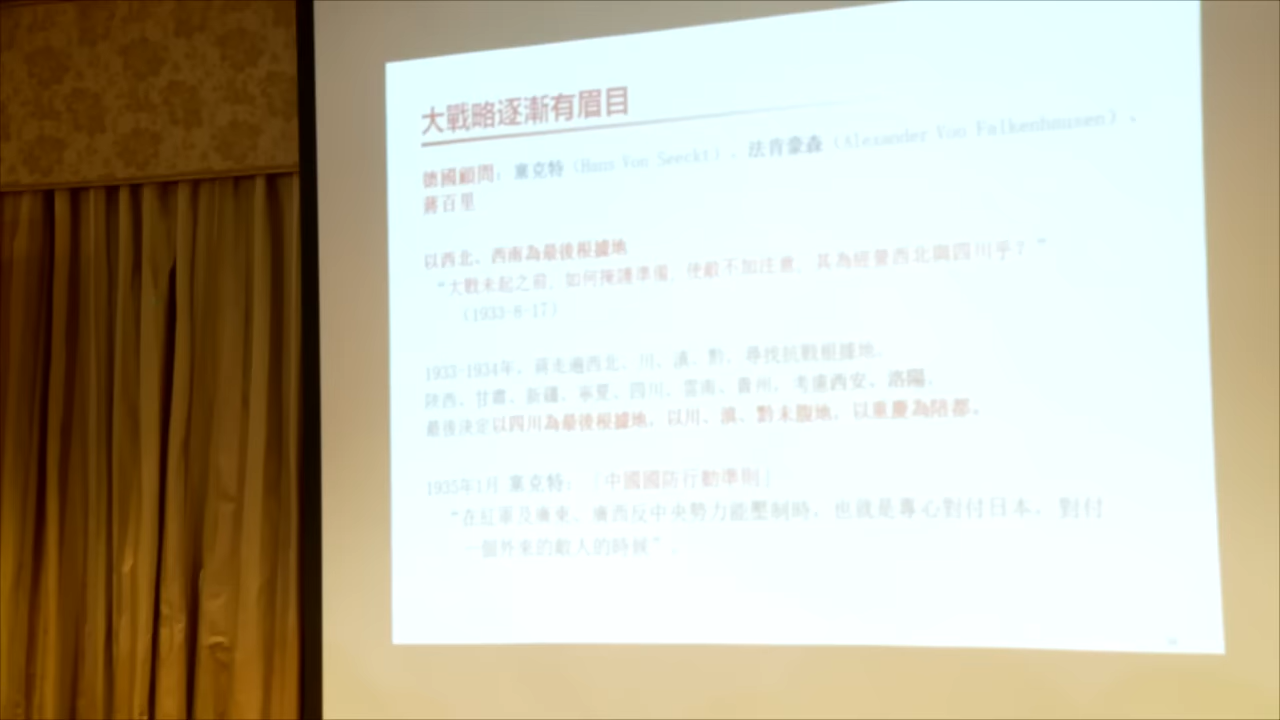 大戰略逐漸有眉目
德國顧問：塞克特（Hans Von Seeckt）、法肯豪森（Alexander Von Falkenhausen）、
蔣百里
以西北、西南為最後根據地
“大戰未起之前，如何掩護準備，使敵不加注意，其為經營西北與四川乎？”
（1933-8-17）
1933-1934年，蔣走遍西北、川、滇、黔，尋找抗戰根據地。
陝西、甘肅、新疆、寧夏、四川、雲南、貴州，考慮西安、洛陽，
最後決定以四川為最後根據地，以川、滇、黔未腹地，以重慶為陪都。
1935年1月 塞克特：「中國國防行動準則」
“在紅軍及廣東、廣西反中央勢力能壓制時，也就是專心對付日本，對付
一個外來的敵人的時候”。